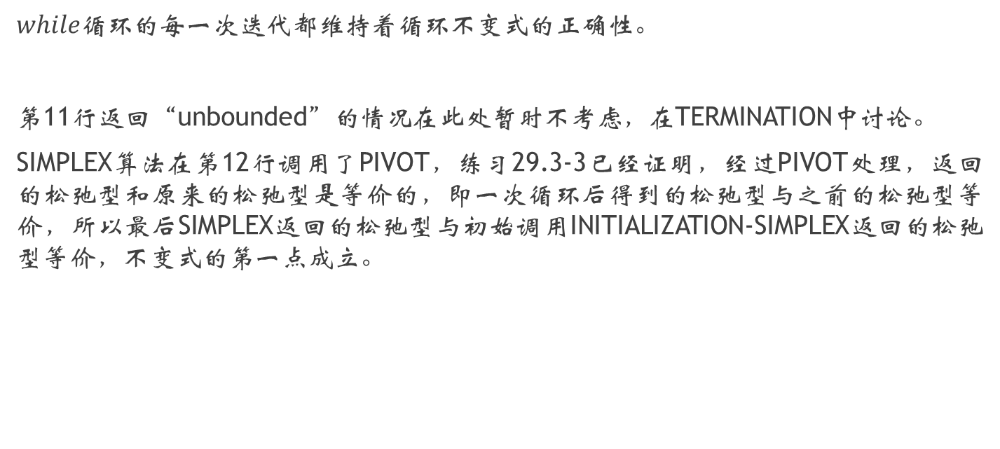 while循环的每一次迭代都维持着循环不变式的正确性。
第11行返回“unbounded”的情况在此处暂时不考虑，在TERMINATION中讨论。
SIMPLEX算法在第12行调用了PIVOT，练习29.3-3已经证明，经过PIVOT处理，返回
的松弛型和原来的松弛型是等价的，即一次循环后得到的松弛型与之前的松弛型等
价，所以最后SIMPLEX返回的松弛型与初始调用INITIALIZATION-SIMPLEX返回的松弛
型等价，不变式的第一点成立。